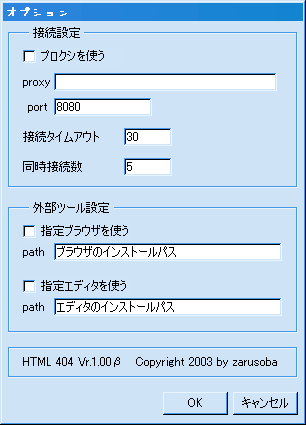 オプション
接続設定
プロクシを使う
proxy
port 8080
接続タイムアウト 30
同時接続数 5
外部ツール設定
指定ブラウザを使う
path ブラウザのインストールパス
指定エディタを使う
path エディタのインストールパス
HTML 404 Vr.1.00β Copyright 2003 by zarusoba
OK キャンセル